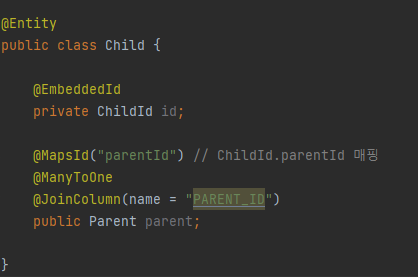 @Entity
public class Child {
@EmbeddedId
private ChildId id;
@MapsId("parentId") // ChildId.parentId 매핑
@ManyToOne
@JoinColumn(name = "PARENT_ID")
public Parent parent;
}